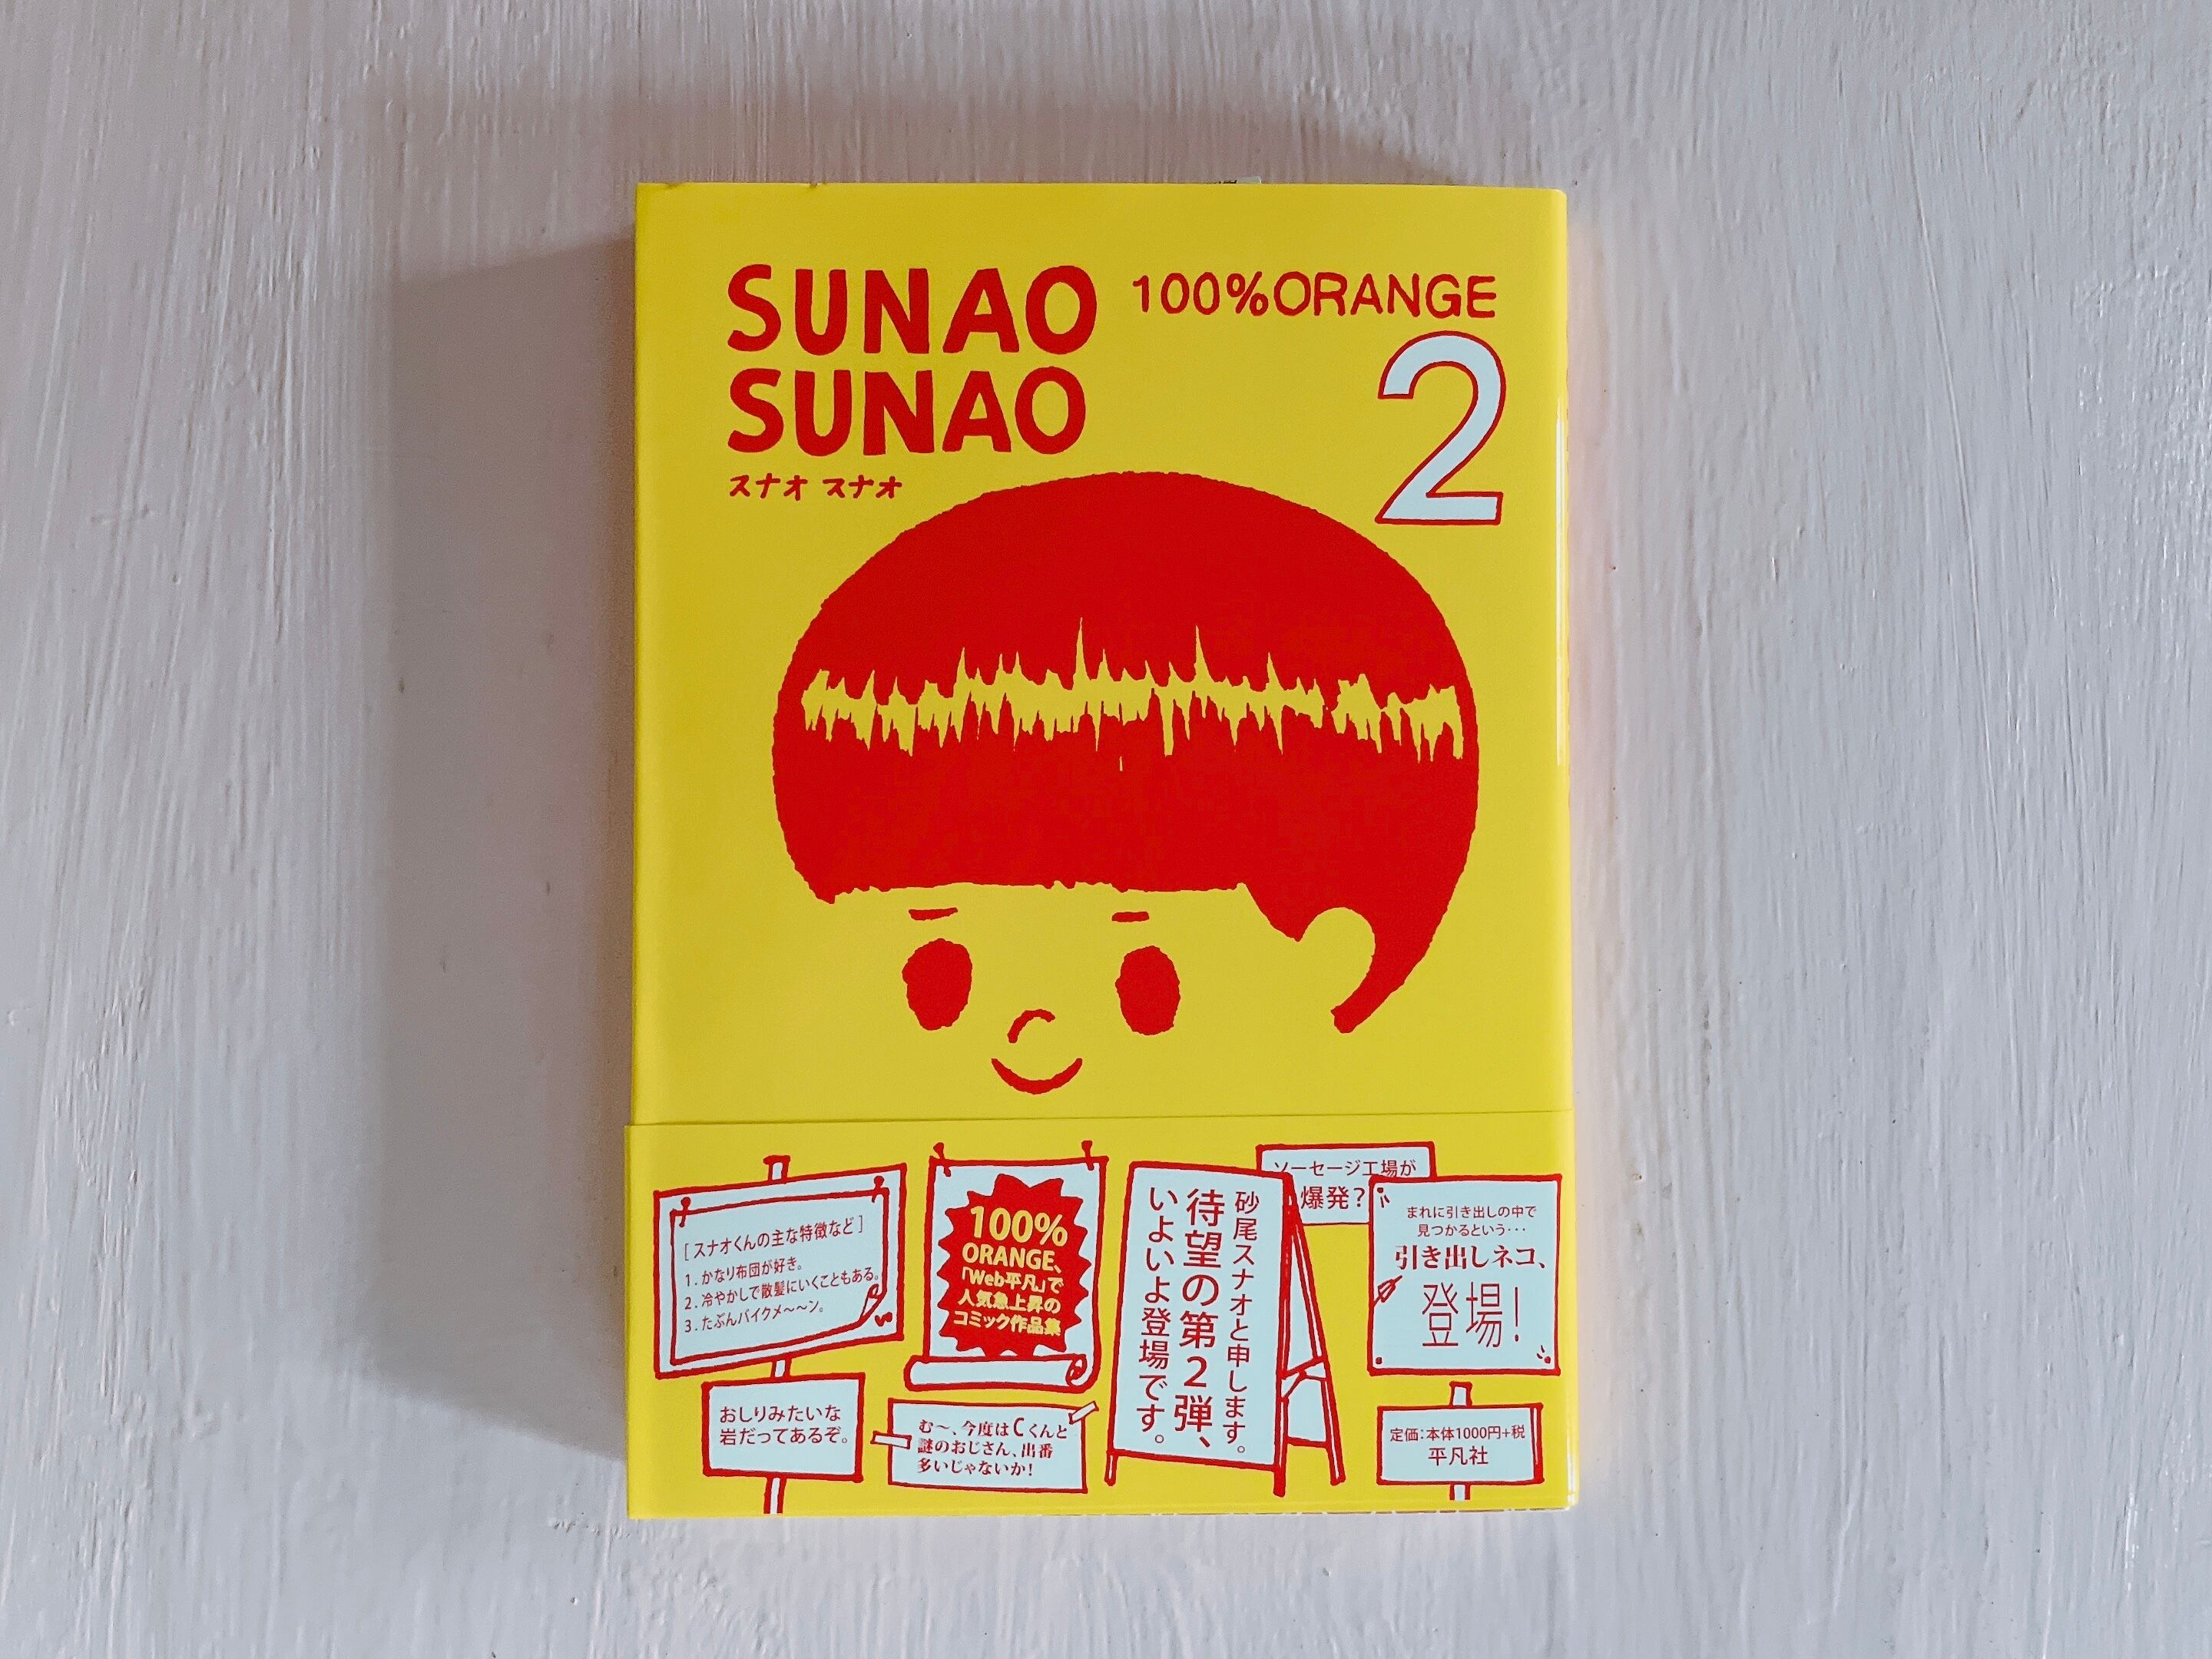 SUNAO
SUNAO
スナオ スナオ
100%ORANGE
2
[スナオくんの主な特徴など]
1.かなり布団が好き。
2.冷やかしで散髪にいくこともある。
3.たぶんバイクメ〜〜ン。
おしりみたいな
岩だってあるぞ。
100%
ORANGE、
「Web平凡」で
人気急上昇の
コミック作品集
む〜、今度はCくんと
謎のおじさん、出番
多いじゃないか!
砂尾スナオと申します。
待望の第2弾、
いよいよ登場です。
ソーセージ工場が
爆発?
まれに引き出しの中で
見つかるという・・・
引き出しネコ、
登場!
定価:本体1000円+税
平凡社